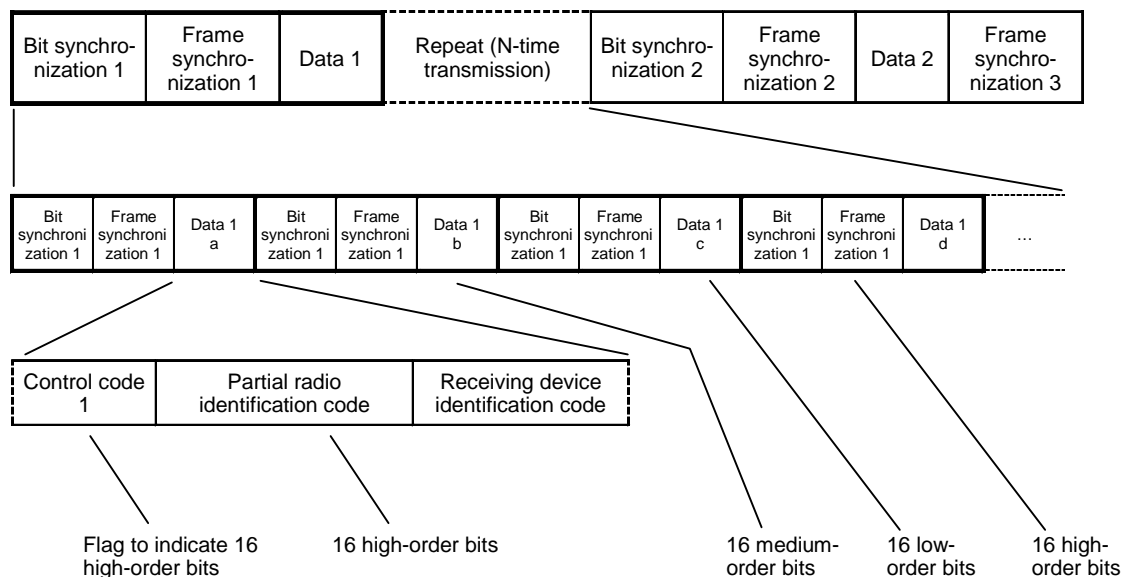 Bit synchro-
nization 1
Frame
synchro-
nization 1
Data 1
Repeat (N-time
transmission)
Bit synchro-
nization 2
Frame
synchro-
nization 2
Data 2
Frame
synchro-
nization 3
Bit
synchroni
zation 1
Frame
synchroni
zation 1
Data 1
a
Bit
synchroni
zation 1
Frame
synchroni
zation 1
Data 1
b
Bit
synchroni
zation 1
Frame
synchroni
zation 1
Data 1
c
Bit
synchroni
zation 1
Frame
synchroni
zation 1
Data 1
d
...
Control code
1
Partial radio
identification code
Receiving device
identification code
Flag to indicate 16
high-order bits
16 high-order bits
16 medium-
order bits
16 low-
order bits
16 high-
order bits